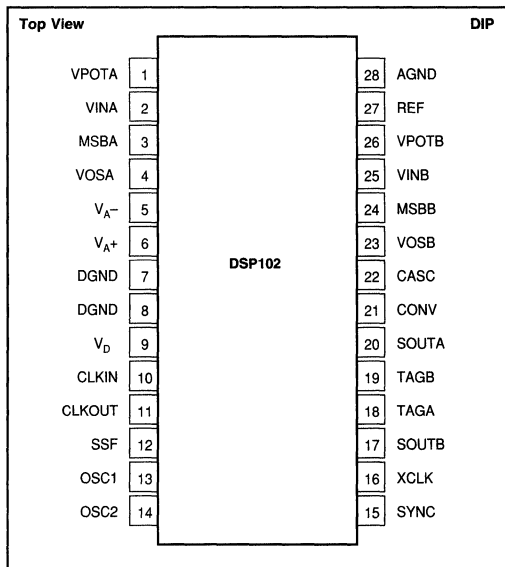 Top View DIP
VPOTA 1 28 AGND
VINA 2 27 REF
MSBA 3 26 VPOTB
VOSA 4 25 VINB
VA– 5 24 MSBB
VA+ 6 23 VOSB
DGND 7 22 CASC
DSP102
DGND 8 21 CONV
VD 9 20 SOUTA
CLKIN 10 19 TAGB
CLKOUT 11 18 TAGA
SSF 12 17 SOUTB
OSC1 13 16 XCLK
OSC2 14 15 SYNC